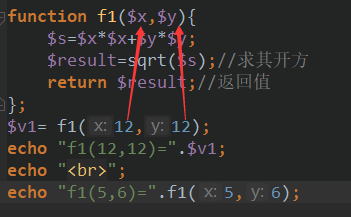 function f1($x,$y){
$s=$x*$x+$y*$y;
$result=sqrt($s);//求其开方
return $result;//返回值
};
$v1= f1( x: 12, y: 12);
echo "f1(12,12)=".$v1;
echo "<br>";
echo "f1(5,6)=".f1( x: 5, y: 6);